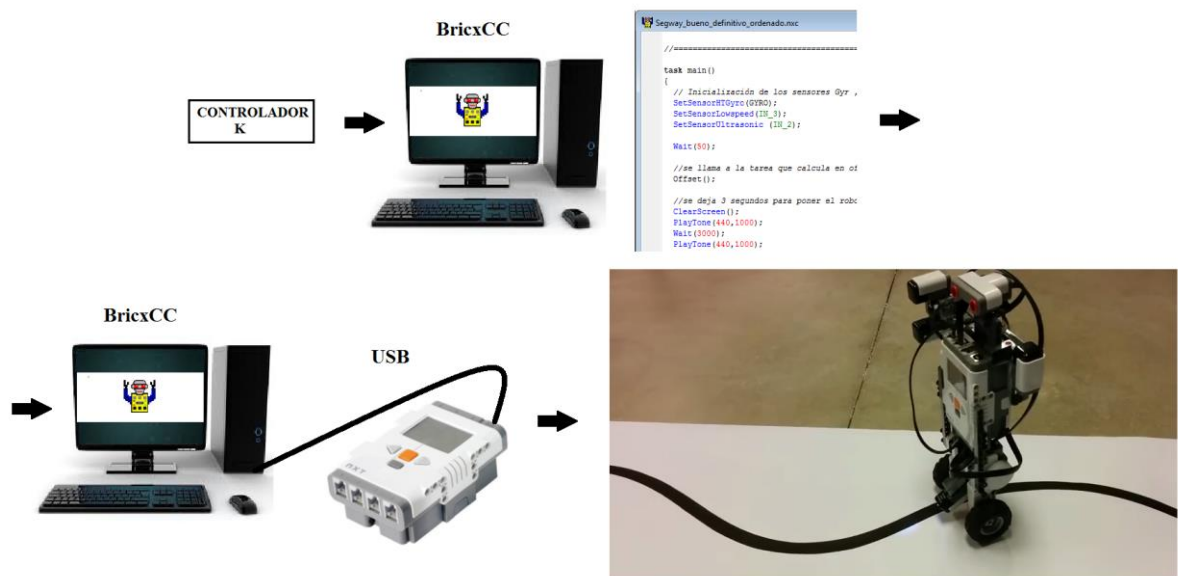 BricxCC
CONTROLADOR
K
Segway_bueno_definitivo_ordenado.nxc
//=========================================
task main()
{
// Inicialización de los sensores Gyr ,
SetSensorHTGyro(GYRO);
SetSensorLowspeed(IN_3);
SetSensorUltrasonic (IN_2);
Wait(50);
//se llama a la tarea que calcula en of
Offset();
//se deja 3 segundos para poner el robo
ClearScreen();
PlayTone(440,1000);
Wait(3000);
PlayTone(440,1000);
BricxCC
USB
NXT